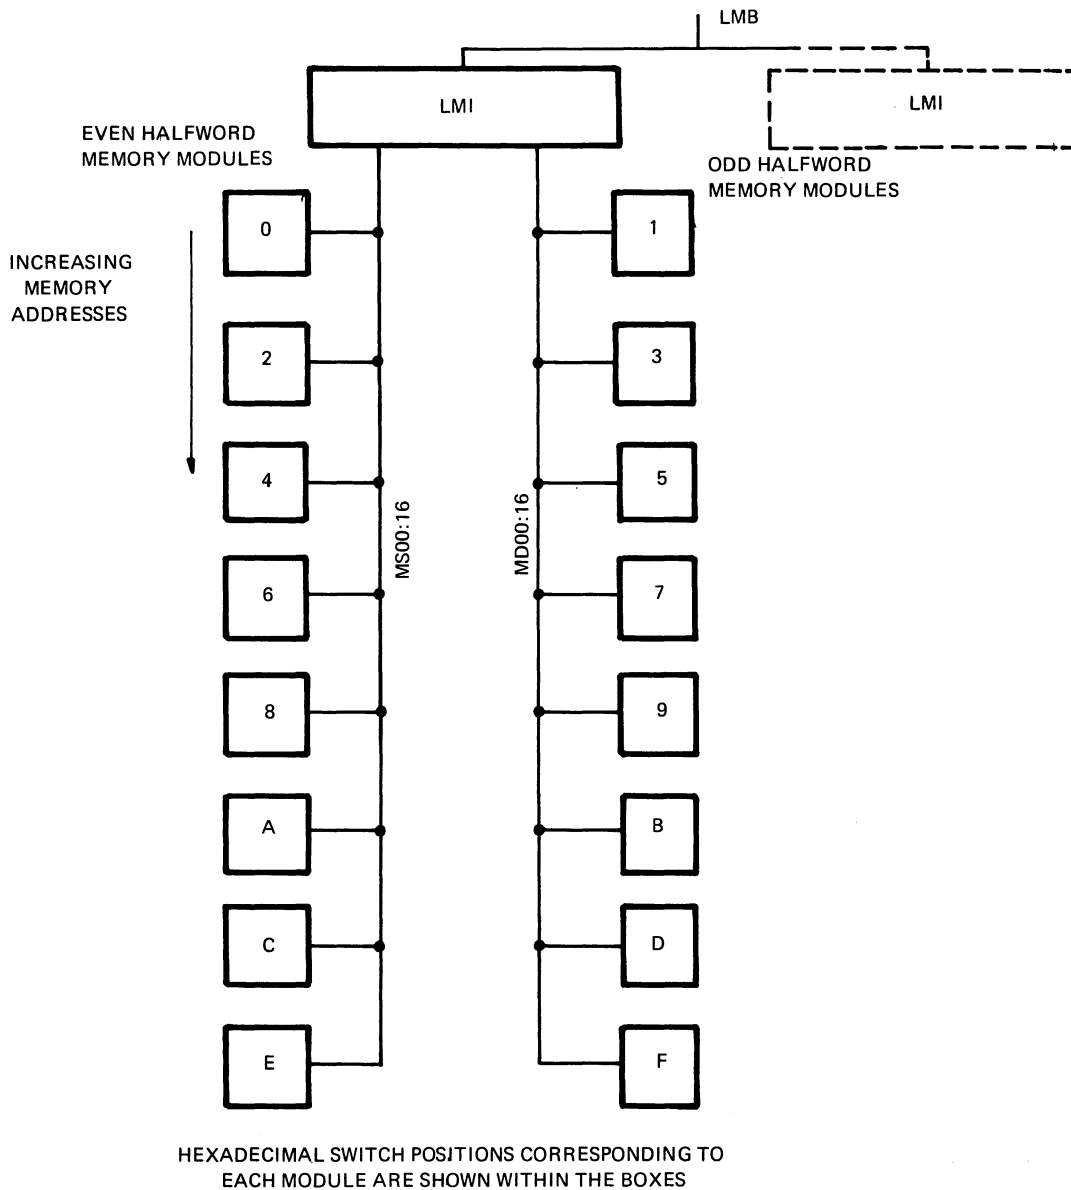 LMB
LMI
LMI
EVEN HALFWORD
MEMORY MODULES
ODD HALFWORD
MEMORY MODULES
INCREASING
MEMORY
ADDRESSES
0
1
2
3
4
5
MS00:16
MD00:16
6
7
8
9
A
B
C
D
E
F
HEXADECIMAL SWITCH POSITIONS CORRESPONDING TO
EACH MODULE ARE SHOWN WITHIN THE BOXES